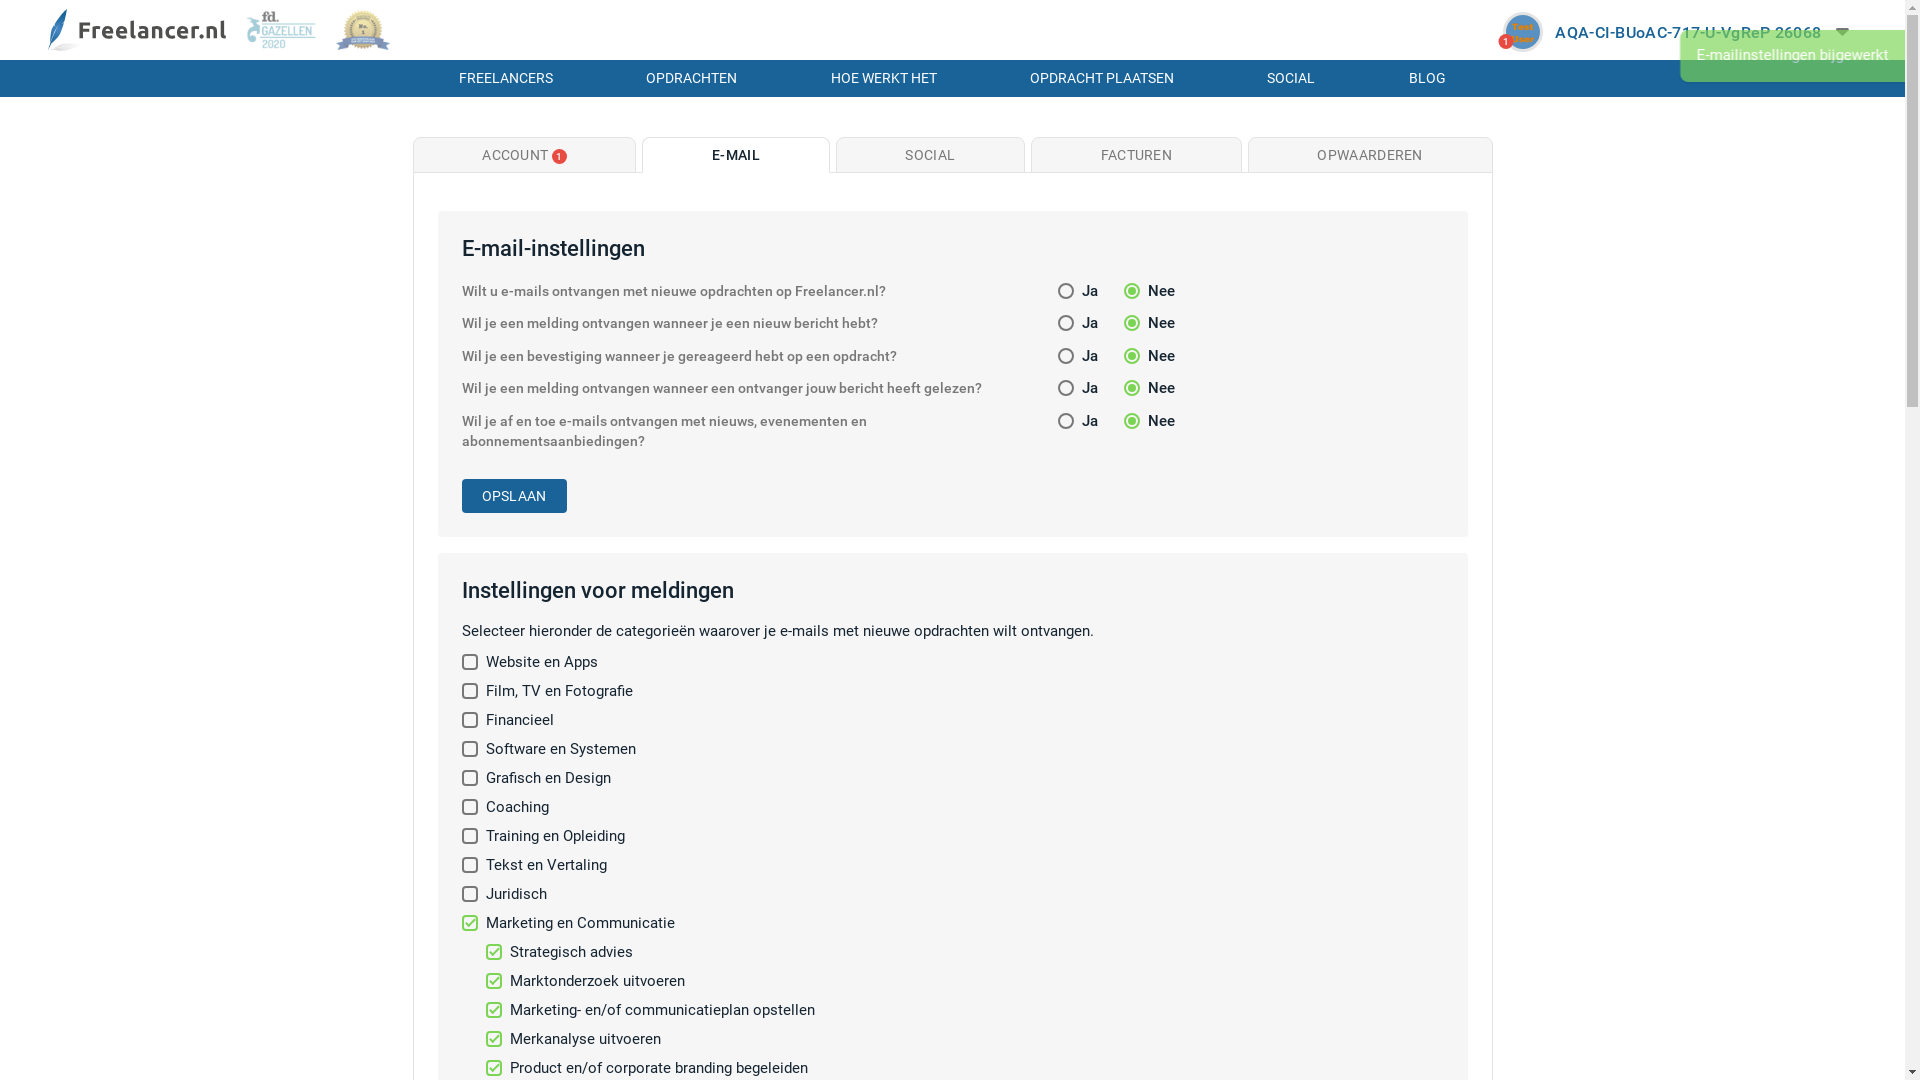 Freelancer.nl
fd.
GAZELLEN
2020
No.
1
1
Test
User
AQA-CI-BUoAC-717-U-VgReP 26068
E-mailinstellingen bijgewerkt
FREELANCERS
OPDRACHTEN
HOE WERKT HET
OPDRACHT PLAATSEN
SOCIAL
BLOG
ACCOUNT 1
E-MAIL
SOCIAL
FACTUREN
OPWAARDEREN
E-mail-instellingen
Wilt u e-mails ontvangen met nieuwe opdrachten op Freelancer.nl? Ja Nee
Wil je een melding ontvangen wanneer je een nieuw bericht hebt? Ja Nee
Wil je een bevestiging wanneer je gereageerd hebt op een opdracht? Ja Nee
Wil je een melding ontvangen wanneer een ontvanger jouw bericht heeft gelezen? Ja Nee
Wil je af en toe e-mails ontvangen met nieuws, evenementen en Ja Nee
abonnementsaanbiedingen?
OPSLAAN
Instellingen voor meldingen
Selecteer hieronder de categorieën waarover je e-mails met nieuwe opdrachten wilt ontvangen.
Website en Apps
Film, TV en Fotografie
Financieel
Software en Systemen
Grafisch en Design
Coaching
Training en Opleiding
Tekst en Vertaling
Juridisch
Marketing en Communicatie
Strategisch advies
Marktonderzoek uitvoeren
Marketing- en/of communicatieplan opstellen
Merkanalyse uitvoeren
Product en/of corporate branding begeleiden